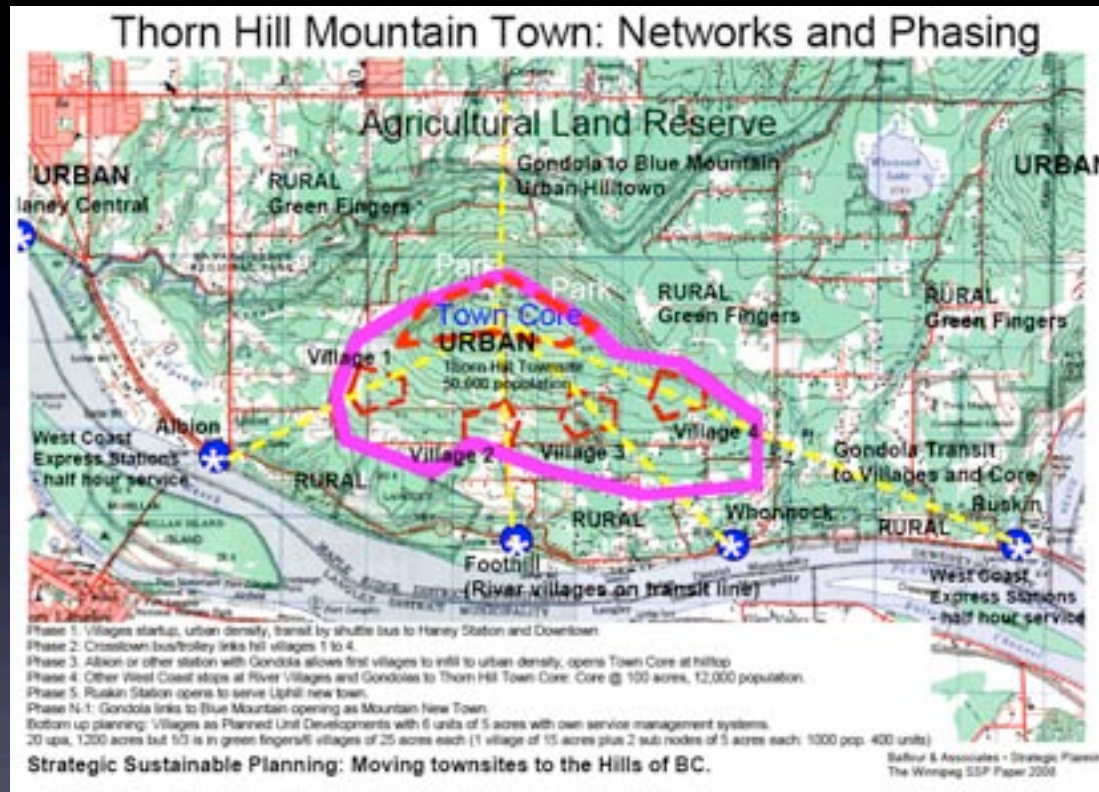 Thorn Hill Mountain Town: Networks and Phasing
Agricultural Land Reserve
URBAN
laney Central
RURAL
Green Fingers
Gondola to Blue Mountain
Urban Hilltown
URBAN
Park
Park
RURAL
Green Fingers
RURAL
Green Fingers
Town Core
URBAN
Thorn Hill Townsite
50,000 population
Village 1
Village 2
Village 3
Village 4
Albion
West Coast
Express Stations
- half hour service
RURAL
Gondola Transit
to Villages and Core
Ruskin
Whonnock
RURAL
RURAL
Foothill
(River villages on transit line)
West Coast
Express Stations
- half hour service
Phase 1: Villages startup, urban density, transit by shuttle bus to Haney Station and Downtown
Phase 2: Crosstown bus/trolley links hill villages 1 to 4.
Phase 3: Albion or other station with Gondola allows first villages to infill to urban density, opens Town Core at hilltop
Phase 4: Other West Coast stops at River Villages and Gondolas to Thorn Hill Town Core: Core @ 100 acres, 12,000 population.
Phase 5. Ruskin Station opens to serve Uphill new town.
Phase N-1: Gondola links to Blue Mountain opening as Mountain New Town.
Bottom up planning: Villages as Planned Unit Developments with 6 units of 5 acres with own service management systems.
20 upa, 1200 acres but 1/3 is in green fingers/6 villages of 25 acres each (1 village of 15 acres plus 2 sub nodes of 5 acres each: 1000 pop. 400 units)
Strategic Sustainable Planning: Moving townsites to the Hills of BC.
Balfour & Associates - Strategic Planning
The Winnipeg SSP Paper 2008